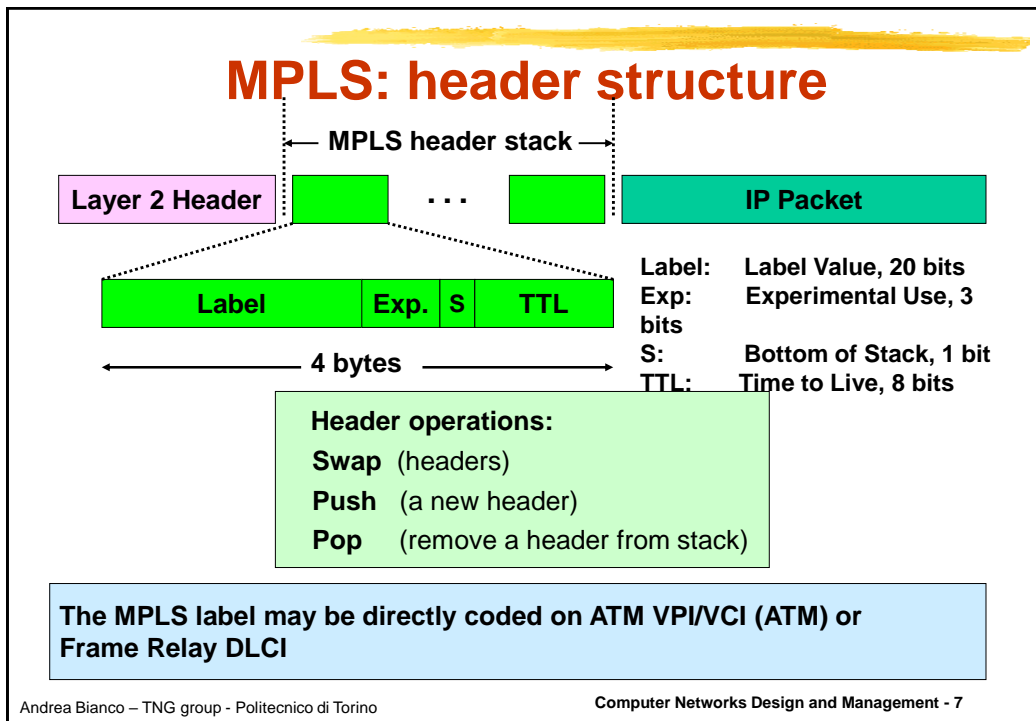 MPLS: header structure
MPLS header stack
Layer 2 Header
. . .
IP Packet
Label Exp. S TTL
4 bytes
Label: Label Value, 20 bits
Exp: Experimental Use, 3
bits
S: Bottom of Stack, 1 bit
TTL: Time to Live, 8 bits
Header operations:
Swap (headers)
Push (a new header)
Pop (remove a header from stack)
The MPLS label may be directly coded on ATM VPI/VCI (ATM) or
Frame Relay DLCI
Andrea Bianco – TNG group - Politecnico di Torino
Computer Networks Design and Management - 7